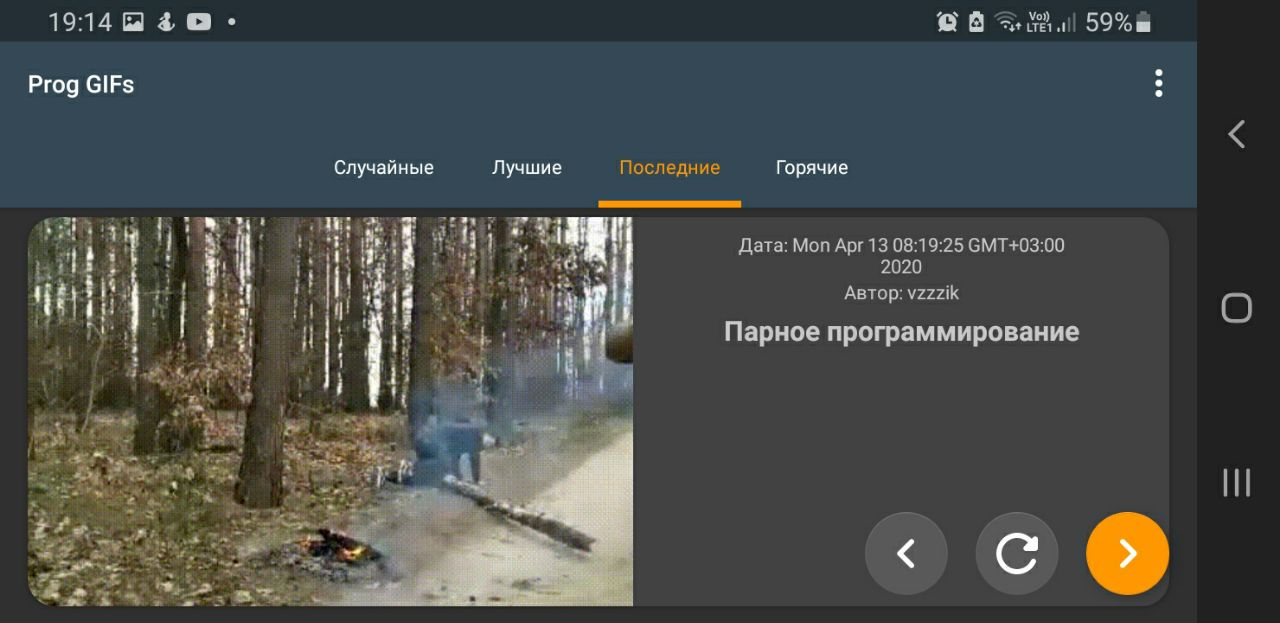 19:14
Vo)) LTE1 59%
Prog GIFs
Случайные Лучшие Последние Горячие
Дата: Mon Apr 13 08:19:25 GMT+03:00
2020
Автор: vzzzik
Парное программирование